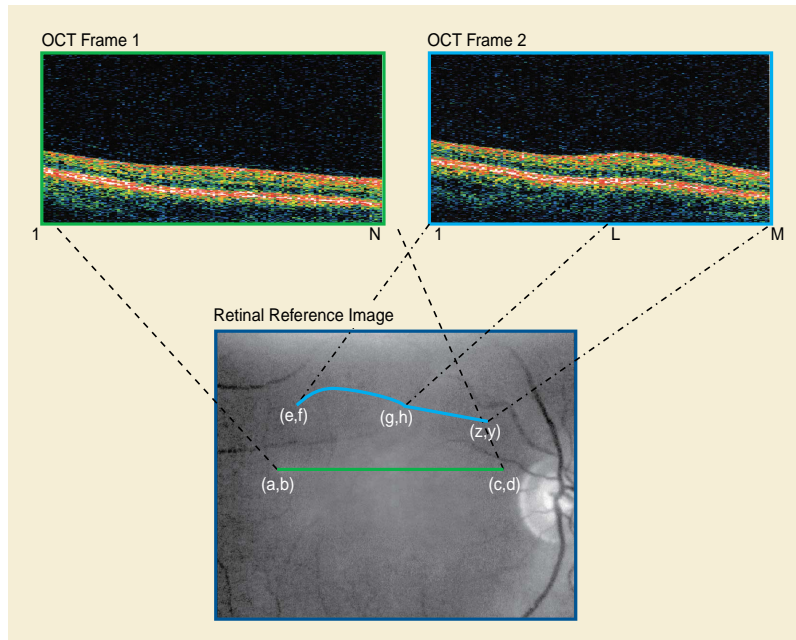 OCT Frame 1
OCT Frame 2
1 N
1 L M
Retinal Reference Image
(e,f) (g,h) (z,y)
(a,b) (c,d)